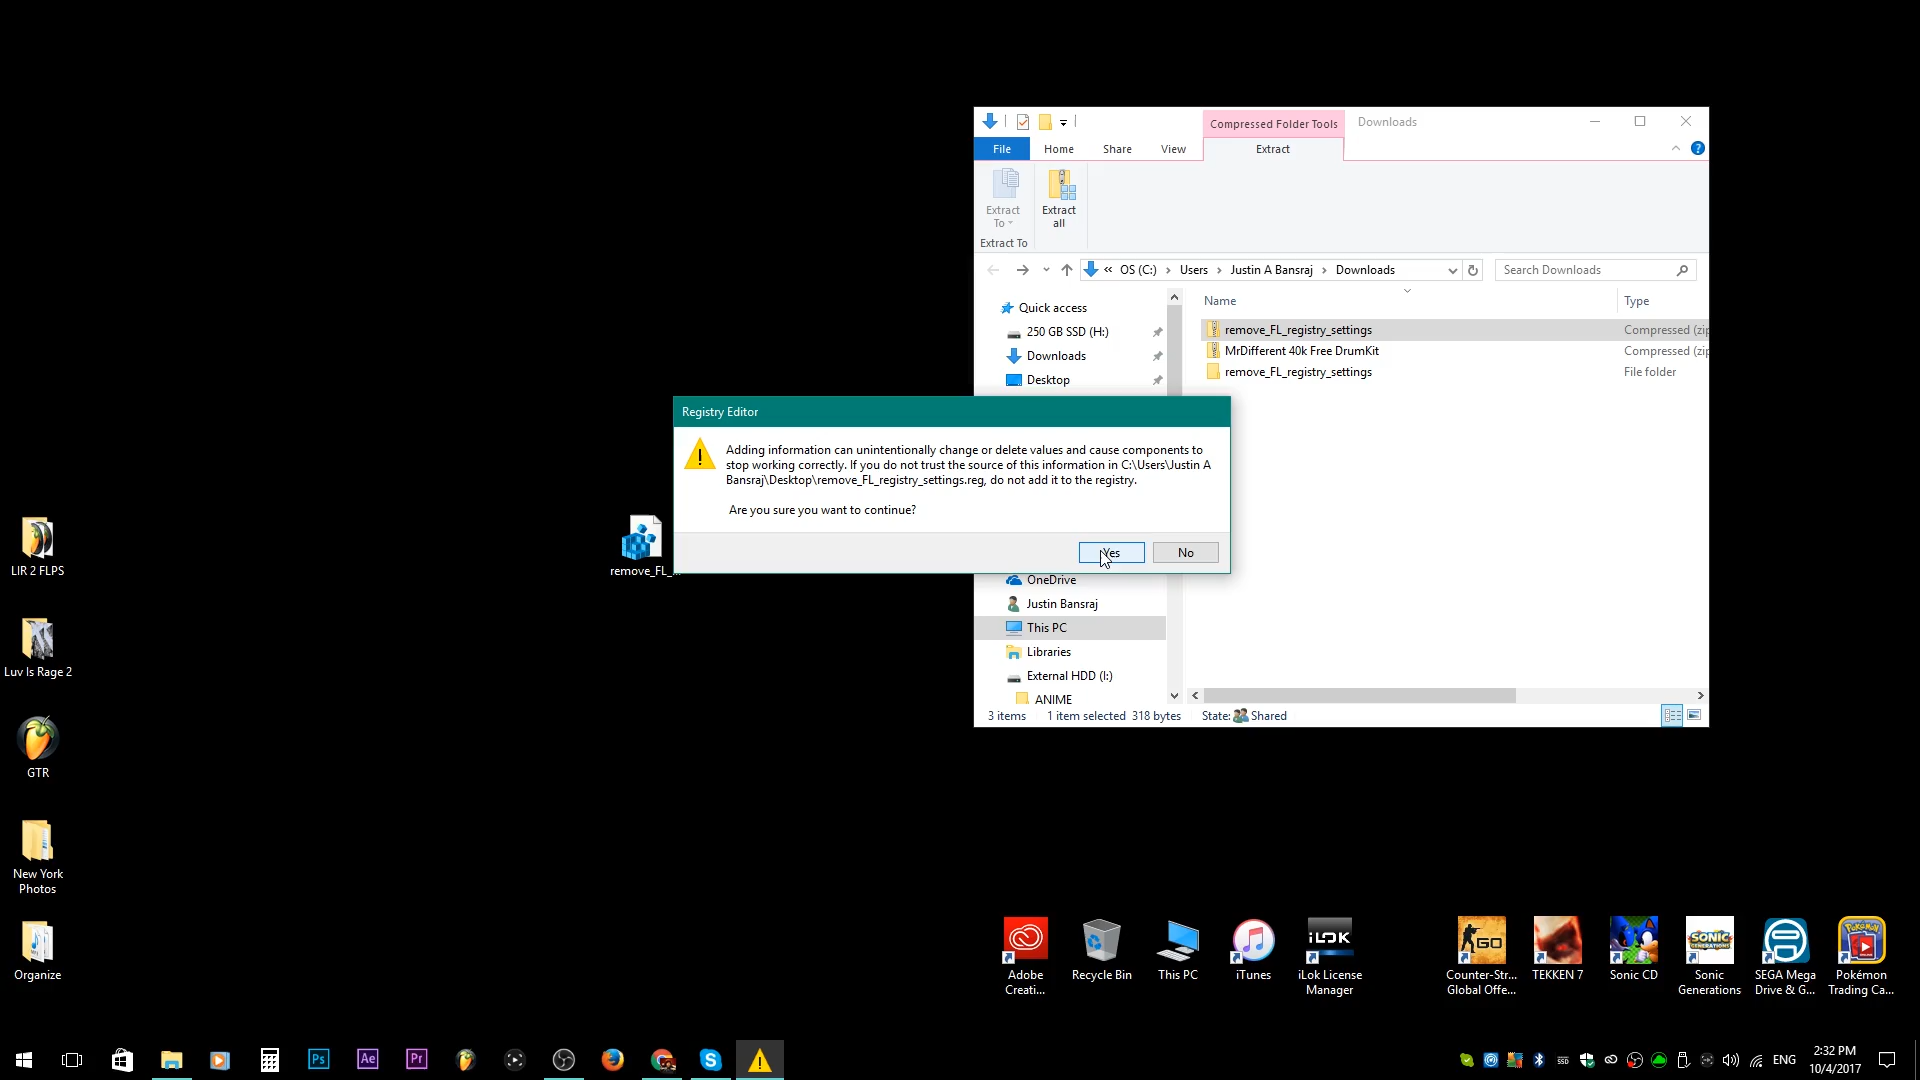 Compressed Folder Tools
Downloads
File
Home
Share
View
Extract
Extract
To
Extract
all
Extract To
« OS (C:) › Users › Justin A Bansraj › Downloads
Search Downloads
Name
Type
Quick access
250 GB SSD (H:)
Downloads
Desktop
remove_FL_registry_settings
Compressed (zip
MrDifferent 40k Free DrumKit
Compressed (zip
remove_FL_registry_settings
File folder
Registry Editor
Adding information can unintentionally change or delete values and cause components to
stop working correctly. If you do not trust the source of this information in C:\Users\Justin A
Bansraj\Desktop\remove_FL_registry_settings.reg, do not add it to the registry.
Are you sure you want to continue?
Yes
No
OneDrive
Justin Bansraj
This PC
Libraries
External HDD (I:)
ANIME
3 items
1 item selected 318 bytes
State:
Shared
remove_FL_...
LIR 2 FLPS
Luv Is Rage 2
GTR
New York
Photos
Organize
iLOK
GO
SONIC
GENERATIONS
Adobe
Creati...
Recycle Bin
This PC
iTunes
iLok License
Manager
Counter-Str...
Global Offe...
TEKKEN 7
Sonic CD
Sonic
Generations
SEGA Mega
Drive & G...
Pokémon
Trading Ca...
Ps
Ae
Pr
SSD
ENG
2:32 PM
10/4/2017